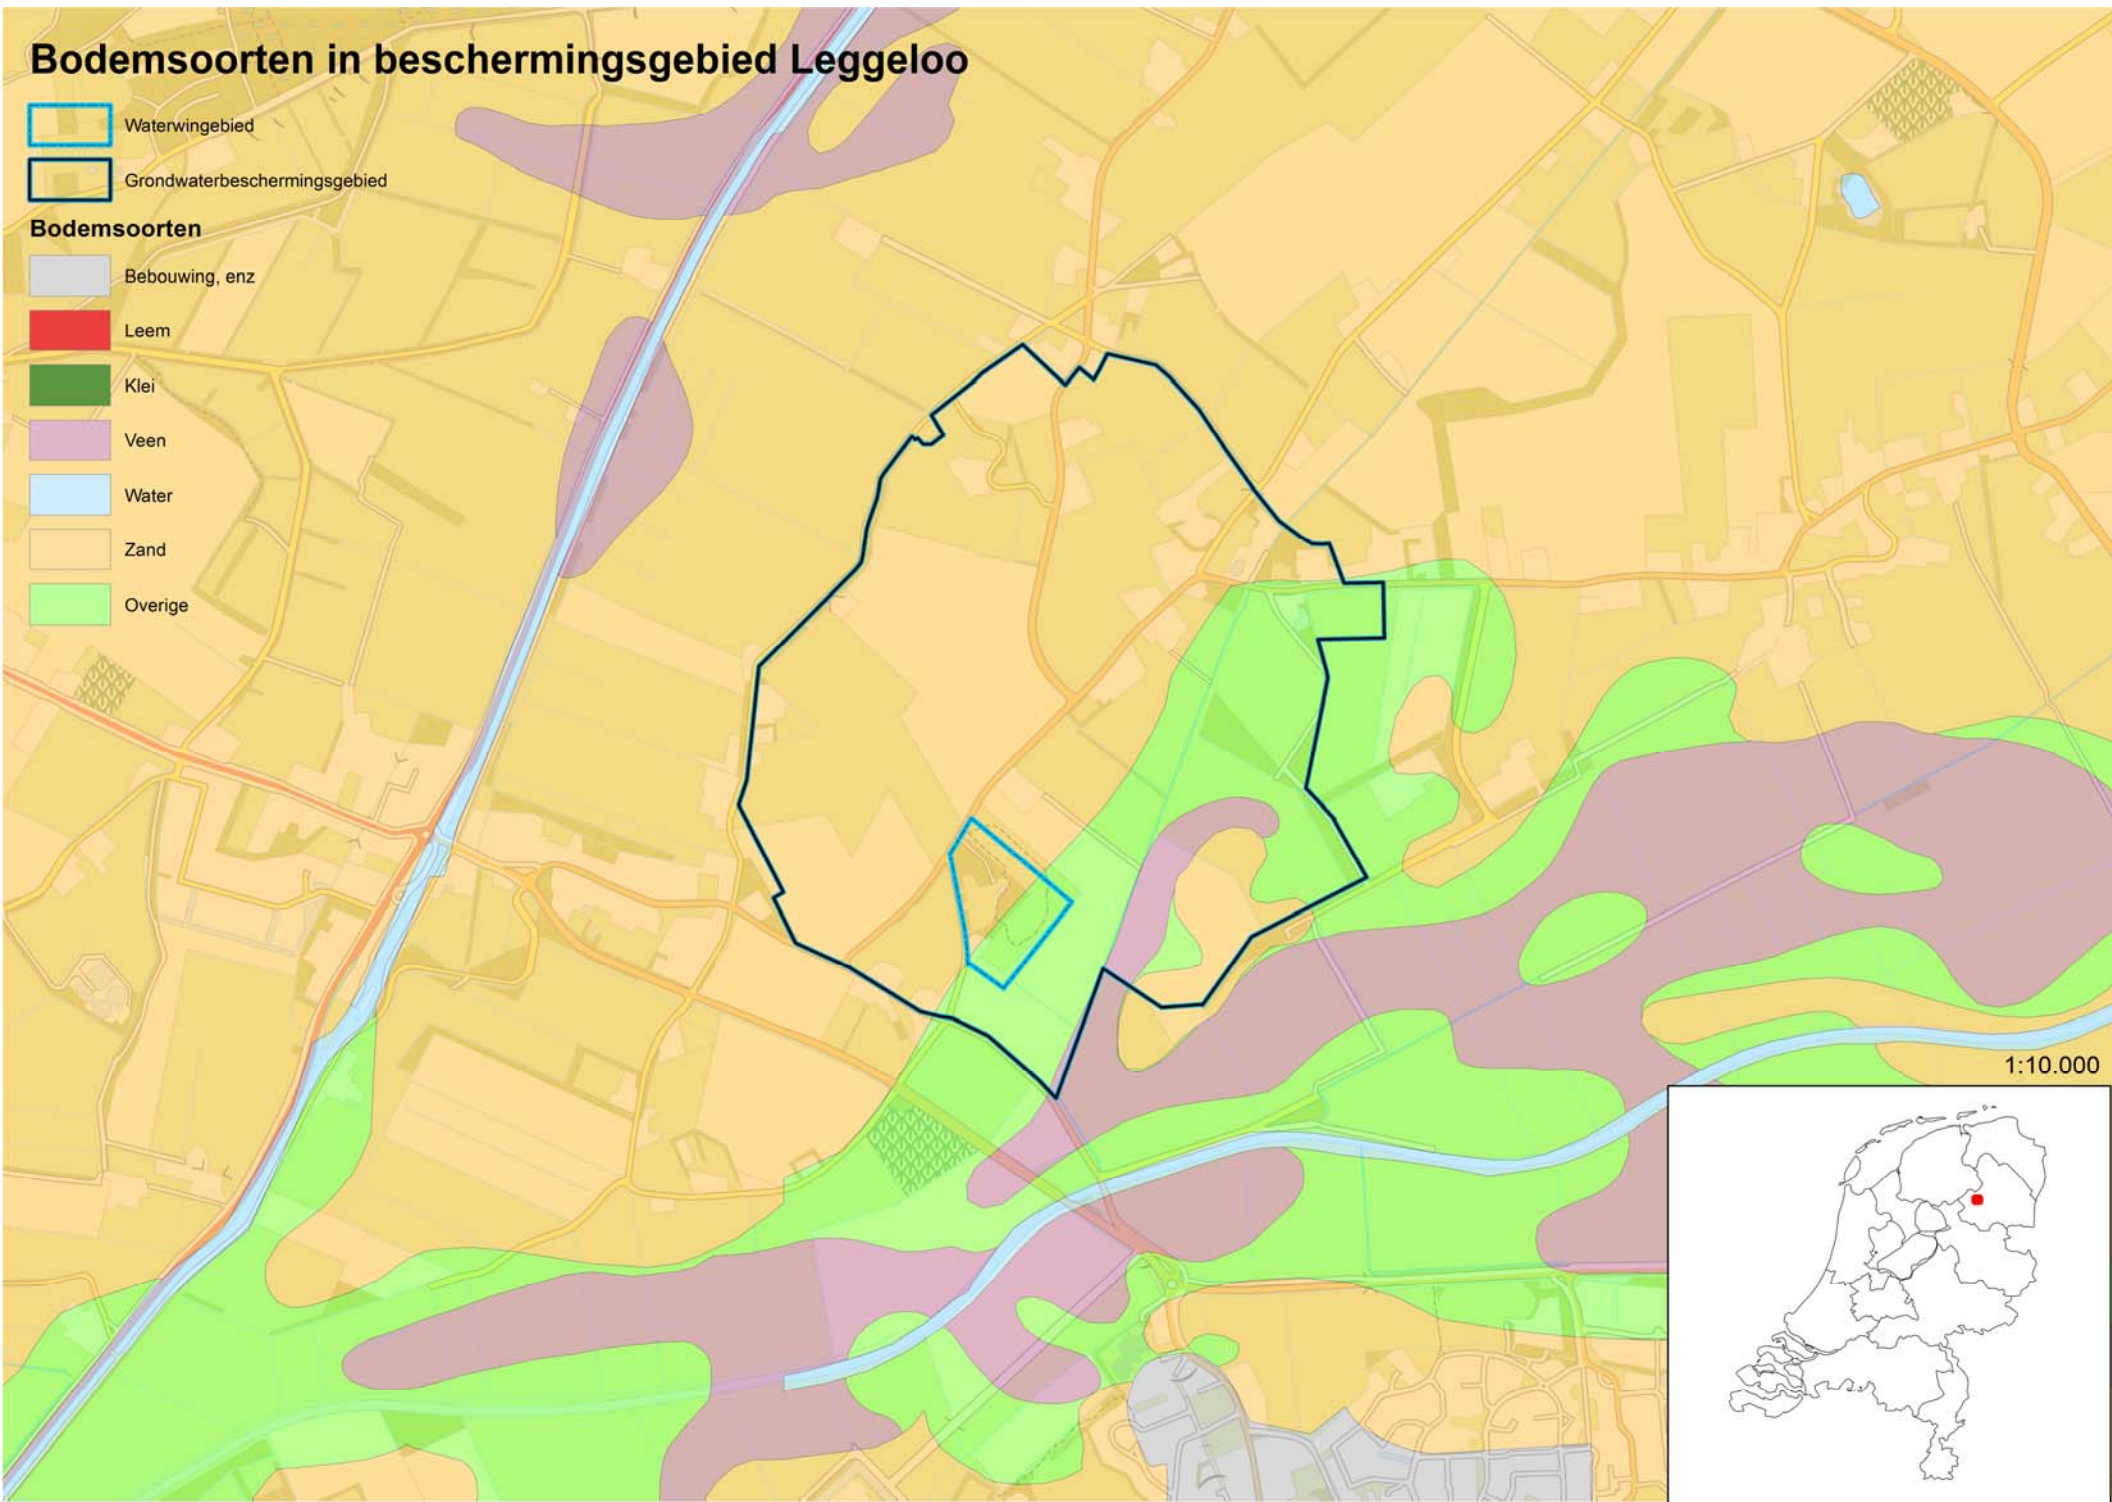 Bodemsoorten in beschermingsgebied Leggeloo
Waterwingebied
Grondwaterbeschermingsgebied
Bodemsoorten
Bebouwing, enz
Leem
Klei
Veen
Water
Zand
Overige
1:10.000